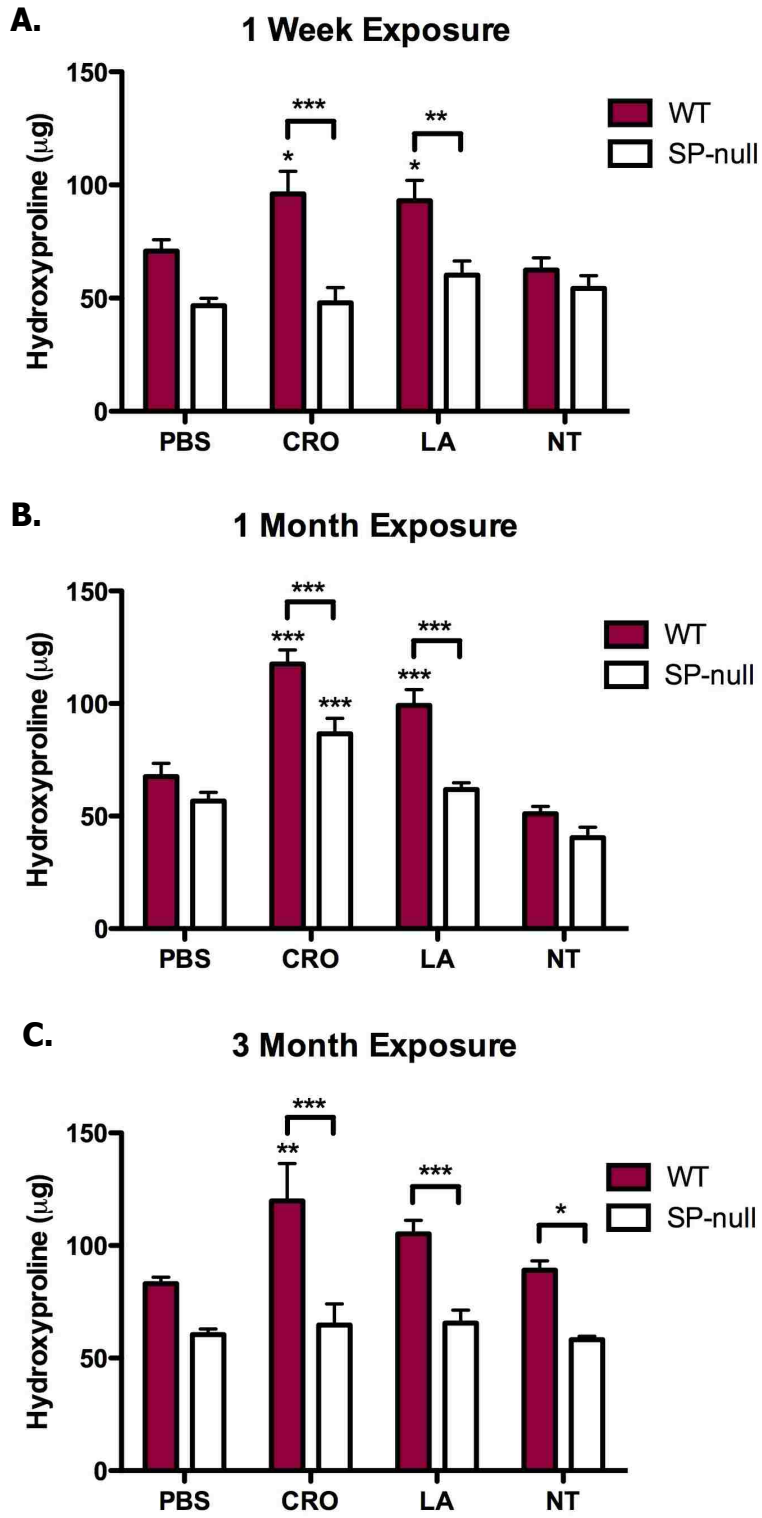 A.
1 Week Exposure
Hydroxyproline (μg)
150
100
50
0
***
**
*
*
WT
SP-null
PBS CRO LA NT
B.
1 Month Exposure
Hydroxyproline (μg)
150
100
50
0
***
***
***
***
***
WT
SP-null
PBS CRO LA NT
C.
3 Month Exposure
Hydroxyproline (μg)
150
100
50
0
***
**
***
*
WT
SP-null
PBS CRO LA NT